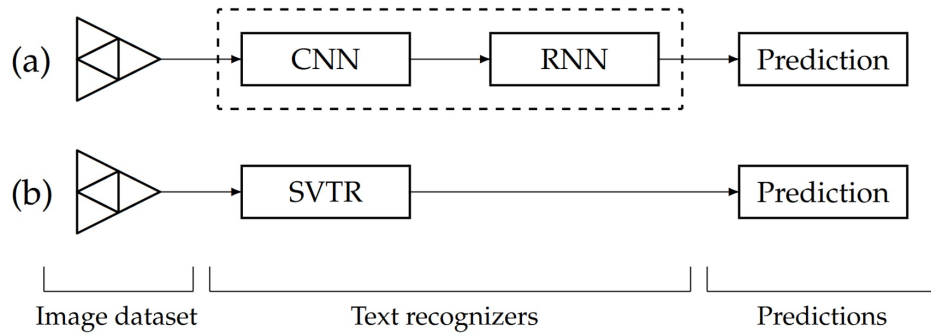 (a) CNN RNN Prediction
(b) SVTR Prediction
Image dataset Text recognizers Predictions